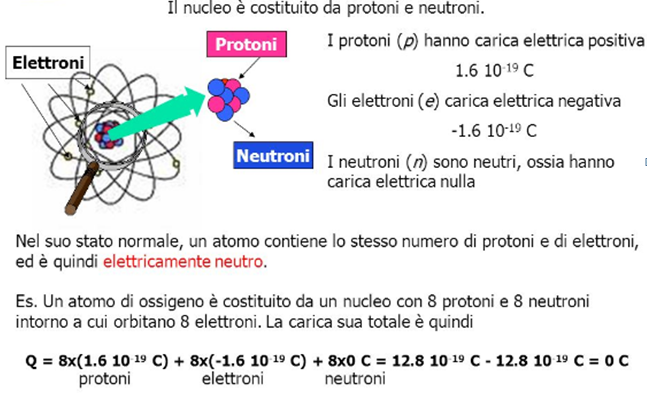 Il nucleo è costituito da protoni e neutroni.
Elettroni
Protoni
Neutroni
I protoni (p) hanno carica elettrica positiva
1.6 10⁻¹⁹ C
Gli elettroni (e) carica elettrica negativa
-1.6 10⁻¹⁹ C
I neutroni (n) sono neutri, ossia hanno
carica elettrica nulla
Nel suo stato normale, un atomo contiene lo stesso numero di protoni e di elettroni,
ed è quindi elettricamente neutro.
Es. Un atomo di ossigeno è costituito da un nucleo con 8 protoni e 8 neutroni
intorno a cui orbitano 8 elettroni. La carica sua totale è quindi
Q = 8x(1.6 10⁻¹⁹ C) + 8x(-1.6 10⁻¹⁹ C) + 8x0 C = 12.8 10⁻¹⁹ C - 12.8 10⁻¹⁹ C = 0 C
protoni elettroni neutroni